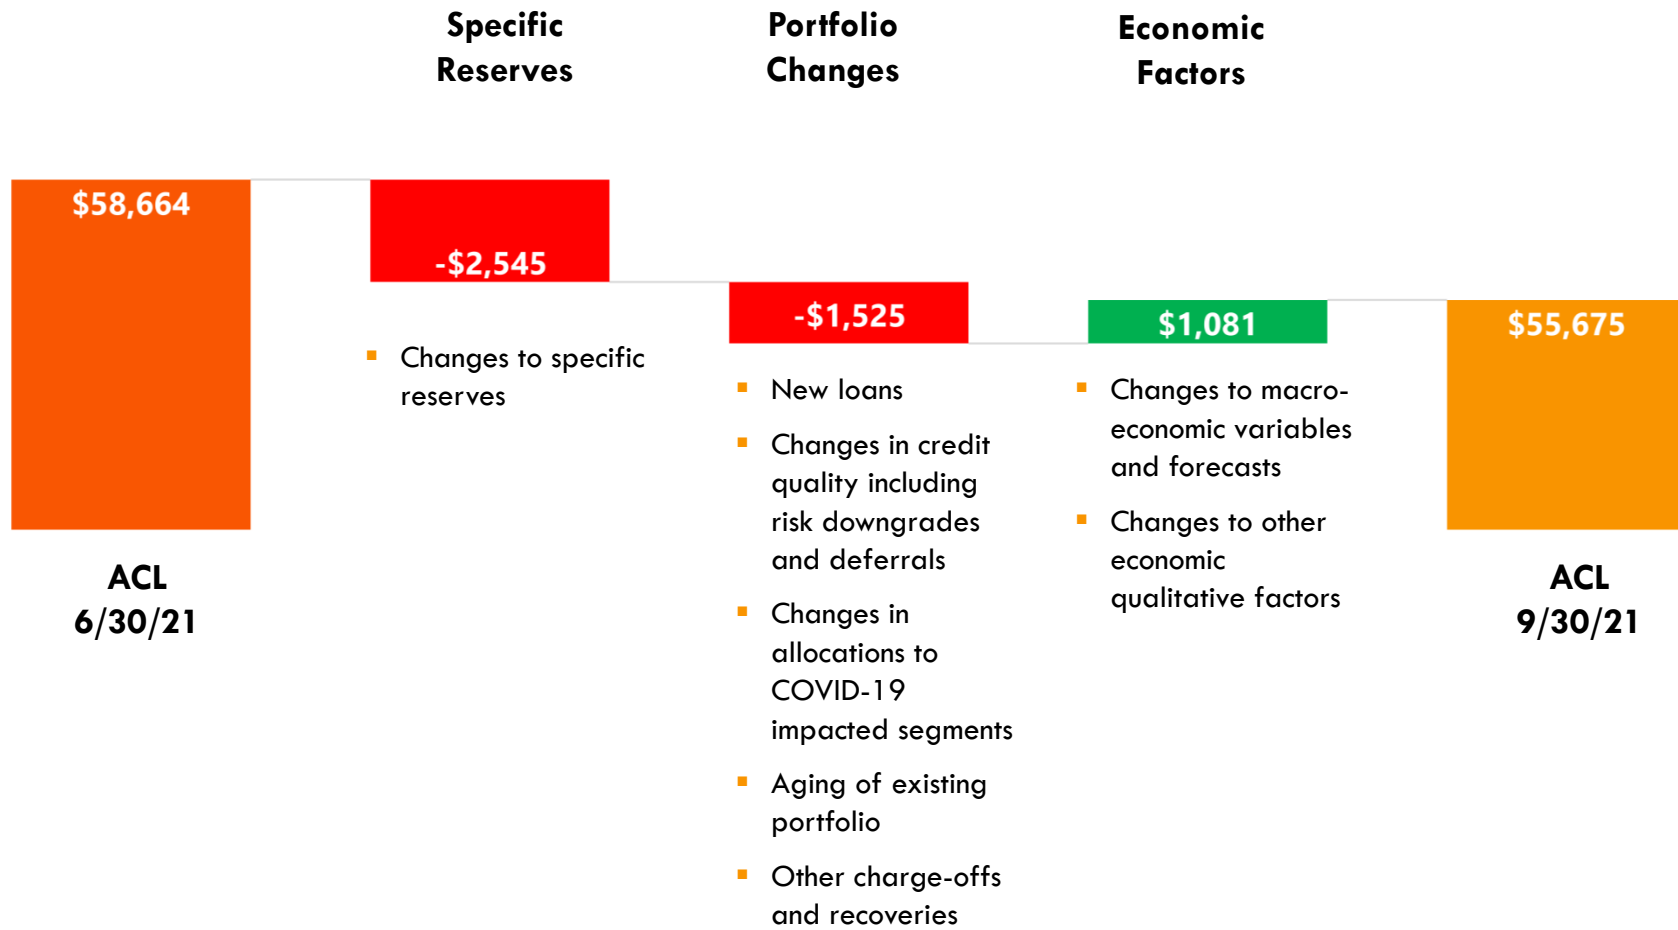 Specific
Reserves
Portfolio
Changes
Economic
Factors
$58,664
-$2,545
-$1,525
$1,081
$55,675
▪ Changes to specific
reserves
▪ New loans
▪ Changes in credit
quality including
risk downgrades
and deferrals
▪ Changes in
allocations to
COVID-19
impacted segments
▪ Aging of existing
portfolio
▪ Other charge-offs
and recoveries
▪ Changes to macro-
economic variables
and forecasts
▪ Changes to other
economic
qualitative factors
ACL
6/30/21
ACL
9/30/21